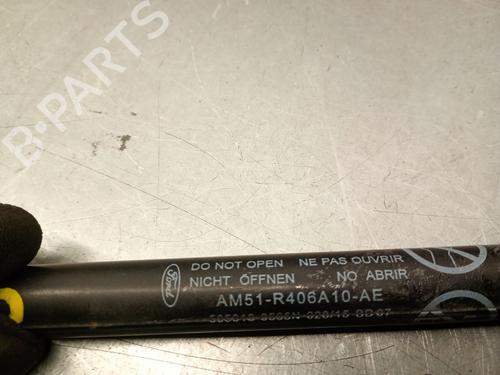 B-PARTS
Ford
DO NOT OPEN NE PAS OUVRIR
NICHT ÖFFNEN NO ABRIR
AM51-R406A10-AE